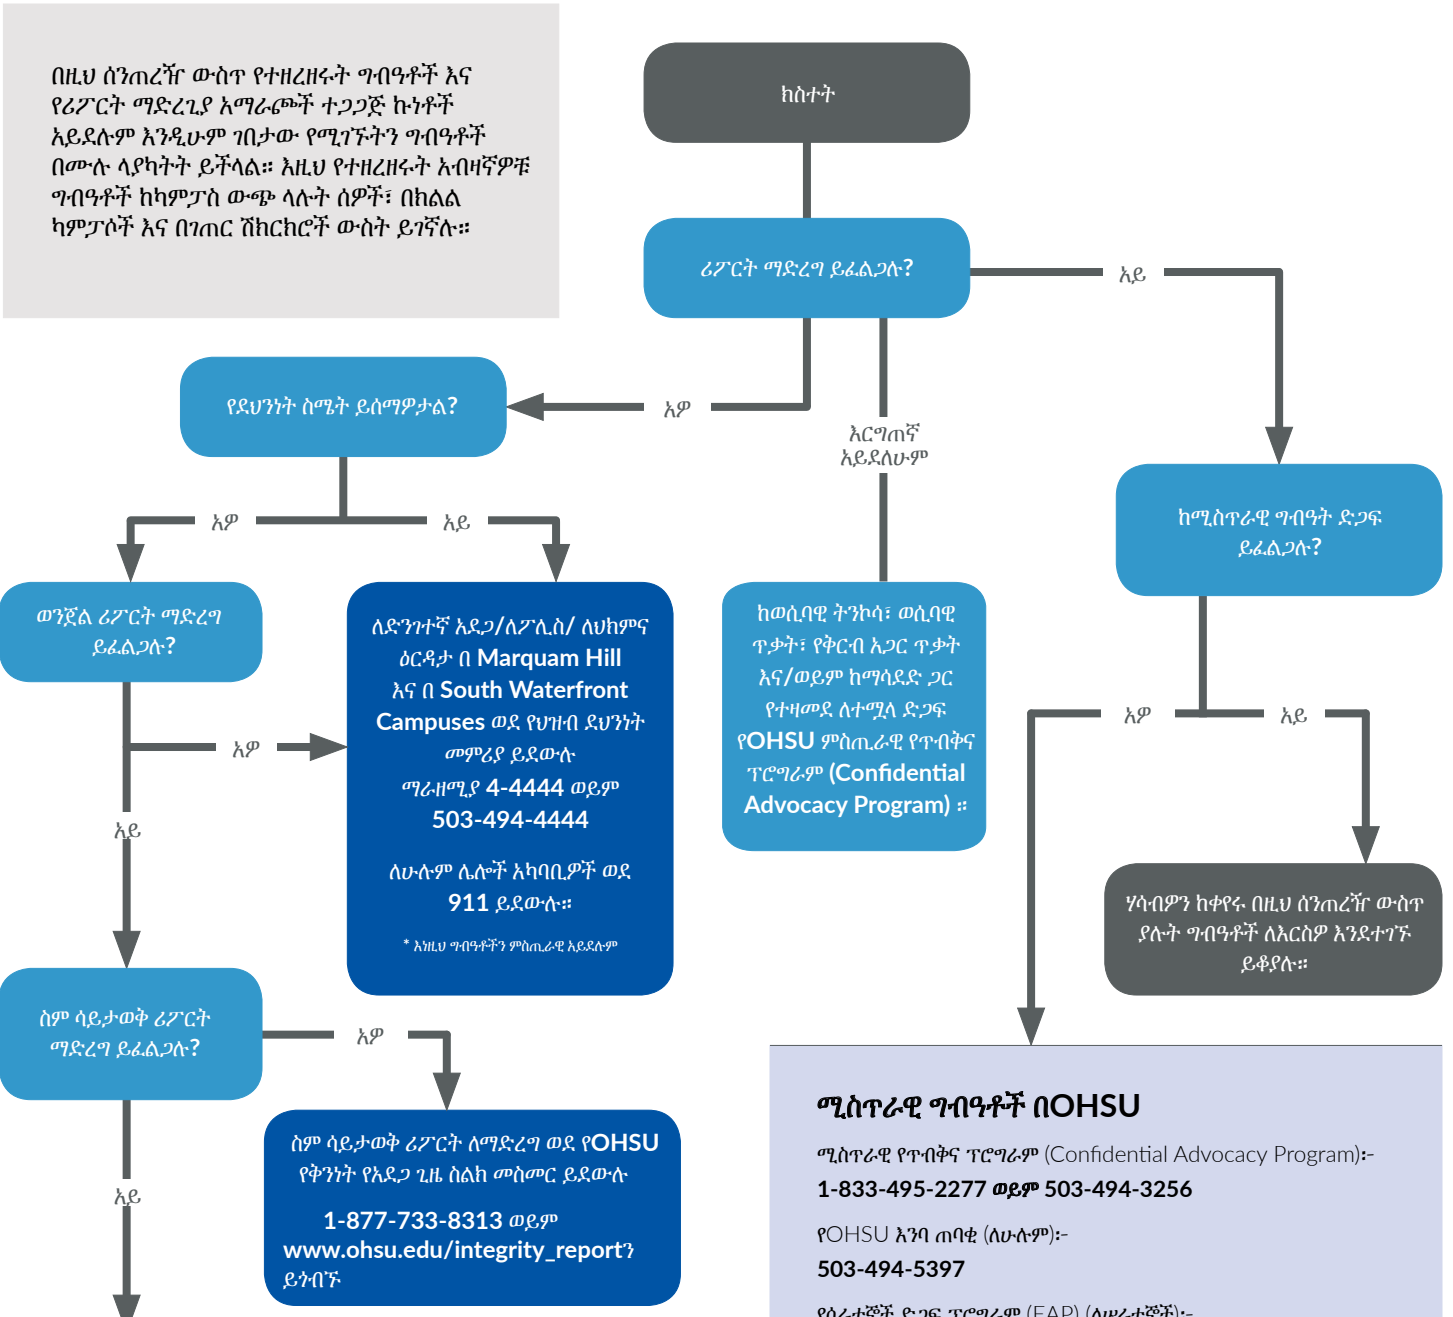 በዚህ ሰንጠረዥ ውስጥ የተዘረዘሩት ግብዓቶች እና
የሪፖርት ማድረጊያ አማራጮች ተጋጋጅ ኩነቶች
አይደሉም እንዲሁም ገበታው የሚገኙትን ግብዓቶች
በሙሉ ላያካትት ይችላል። እዚህ የተዘረዘሩት አብዛኛዎቹ
ግብዓቶች ከካምፓስ ውጭ ላሉት ሰዎች፣ በክልል
ካምፓሶች እና በገጠር ሽክርክሮች ውስት ይገኛሉ።
ክስተት
ሪፖርት ማድረግ ይፈልጋሉ?
አይ
የደህንነት ስሜት ይሰማዎታል?
አዎ
እርግጠኛ
አይደለሁም
አዎ
አይ
ከሚስጥራዊ ግብዓት ድጋፍ
ይፈልጋሉ?
ወንጀል ሪፖርት ማድረግ
ይፈልጋሉ?
አዎ
አይ
ለድንገተኛ አደጋ/ለፖሊስ/ ለህክምና
ዕርዳታ በ Marquam Hill
እና በ South Waterfront
Campuses ወደ የህዝብ ደህንነት
መምሪያ ይደውሉ
ማራዘሚያ 4-4444 ወይም
503-494-4444
ለሁሉም ሌሎች አካባቢዎች ወደ
911 ይደውሉ።
* እነዚህ ግብዓቶችን ምስጢራዊ አይደሉም
ከወሲባዊ ትንኮሳ፣ ወሲባዊ
ጥቃት፣ የቅርብ አጋር ጥቃት
እና/ወይም ከማሳደድ ጋር
የተዛመደ ለተሟላ ድጋፍ
የOHSU ምስጢራዊ የጥብቅና
ፕሮግራም (Confidential
Advocacy Program) ።
አዎ
አይ
ሃሳብዎን ከቀየሩ በዚህ ሰንጠረዥ ውስጥ
ያሉት ግብዓቶች ለእርስዎ እንደተገኙ
ይቆያሉ።
ስም ሳይታወቅ ሪፖርት
ማድረግ ይፈልጋሉ?
አዎ
አይ
ስም ሳይታወቅ ሪፖርት ለማድረግ ወደ የOHSU
የቅንነት የአደጋ ጊዜ ስልክ መስመር ይደውሉ
1-877-733-8313 ወይም
www.ohsu.edu/integrity_reportን
ይጎብኙ
ሚስጥራዊ ግብዓቶች በOHSU
ሚስጥራዊ የጥብቅና ፕሮግራም (Confidential Advocacy Program)፡-
1-833-495-2277 ወይም 503-494-3256
የOHSU እንባ ጠባቂ (ለሁሉም)፡-
503-494-5397
የሰራተኞች ድጋፍ ፕሮግራም (EAP) (ለሠራተኞች)፡-